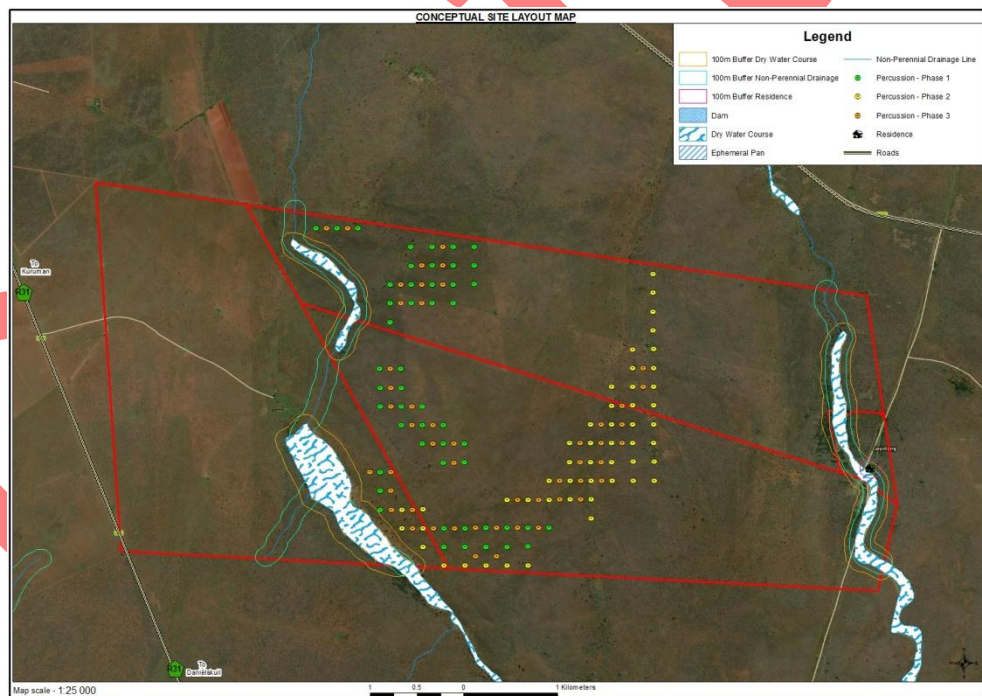 CONCEPTUAL SITE LAYOUT MAP
Legend
100m Buffer Dry Water Course
100m Buffer Non-Perennial Drainage
100m Buffer Residence
Dam
Dry Water Course
Ephemeral Pan
Non-Perennial Drainage Line
Percussion - Phase 1
Percussion - Phase 2
Percussion - Phase 3
Residence
Roads
To
Kuruman
R31
R31
To
Danielskuil
Map scale - 1:25 000
1 0.5 0 1 Kilometers